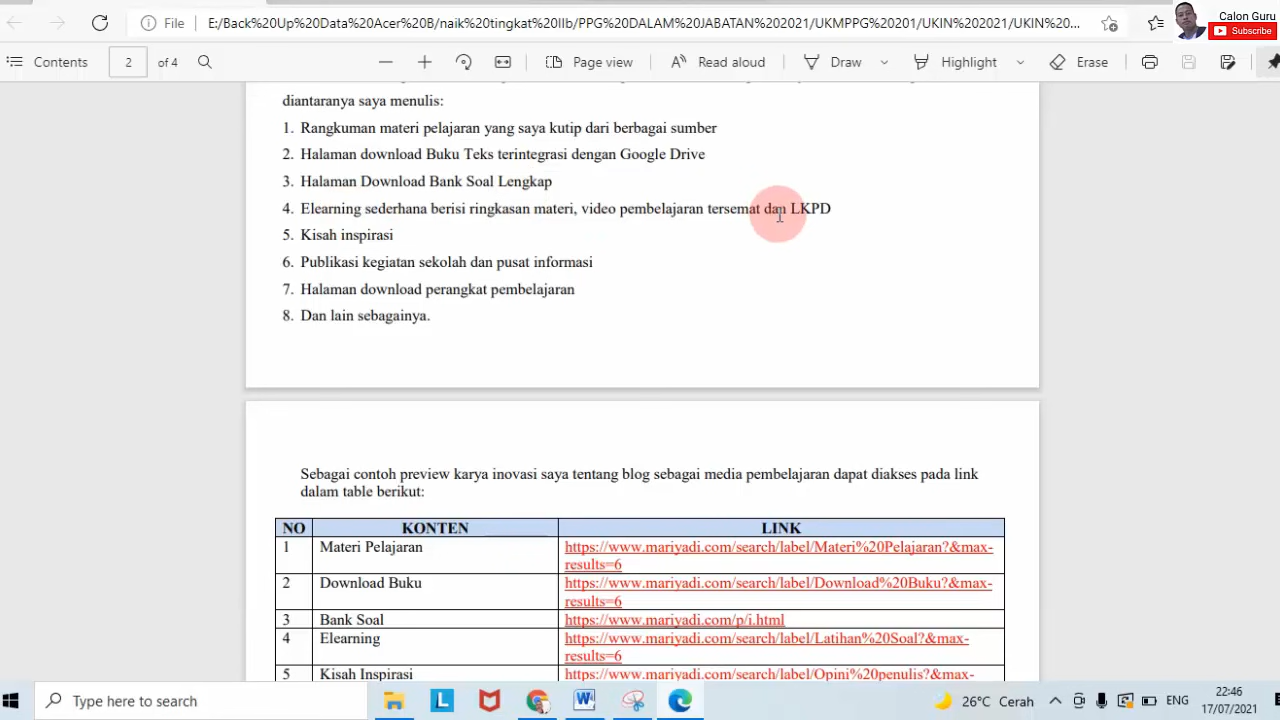 File
E:/Back%20Up%20Data%20Acer%20B/naik%20tingkat%20IIb/PPG%20DALAM%20JABATAN%202021/UKMPPG%20201/UKIN%202021/UKIN%20...
Calon Guru
Subscribe
Contents
2
of 4
Page view
Read aloud
Draw
Highlight
Erase
diantaranya saya menulis:
1. Rangkuman materi pelajaran yang saya kutip dari berbagai sumber
2. Halaman download Buku Teks terintegrasi dengan Google Drive
3. Halaman Download Bank Soal Lengkap
4. Elearning sederhana berisi ringkasan materi, video pembelajaran tersemat dan LKPD
5. Kisah inspirasi
6. Publikasi kegiatan sekolah dan pusat informasi
7. Halaman download perangkat pembelajaran
8. Dan lain sebagainya.
Sebagai contoh preview karya inovasi saya tentang blog sebagai media pembelajaran dapat diakses pada link
dalam table berikut:
NO KONTEN LINK
1 Materi Pelajaran https://www.mariyadi.com/search/label/Materi%20Pelajaran?&max-
results=6
2 Download Buku https://www.mariyadi.com/search/label/Download%20Buku?&max-
results=6
3 Bank Soal https://www.mariyadi.com/p/i.html
4 Elearning https://www.mariyadi.com/search/label/Latihan%20Soal?&max-
results=6
5 Kisah Inspirasi https://www.mariyadi.com/search/label/Opini%20penulis?&max-
Type here to search
26°C Cerah
ENG
22:46
17/07/2021